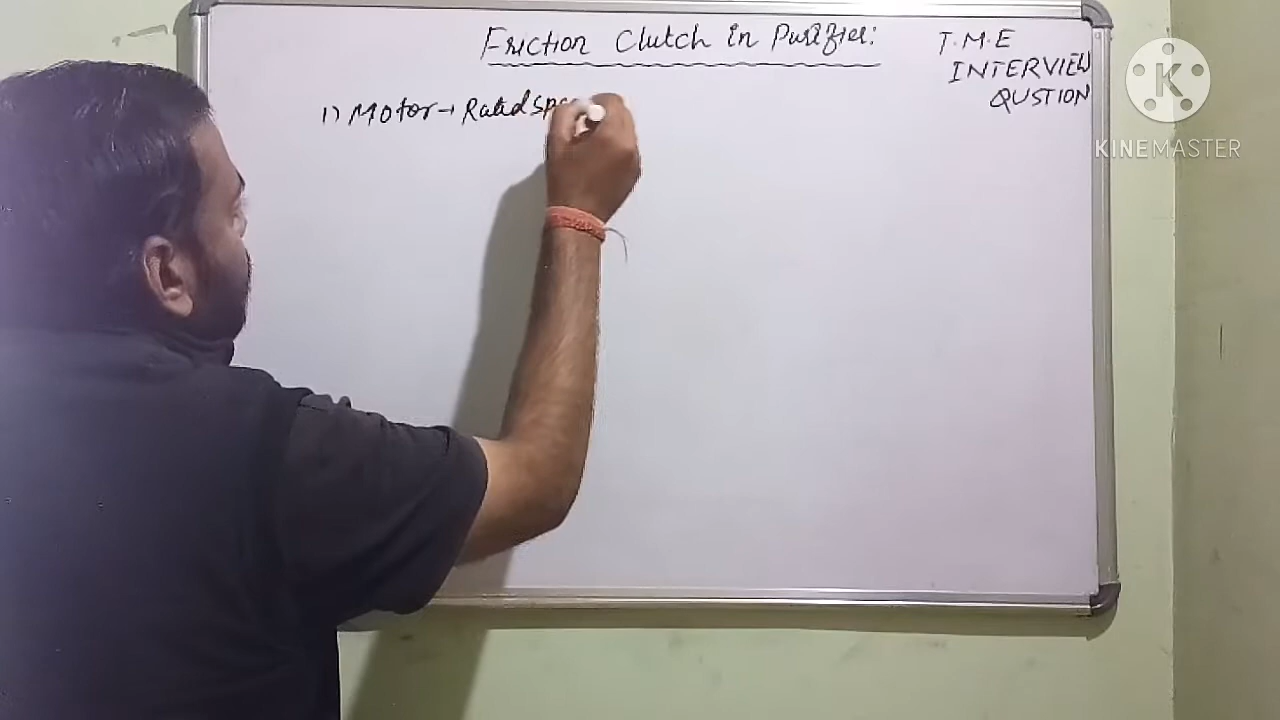 Friction Clutch in Purifier:
T.M.E
INTERVIEW
QUSTION
1) Motor → Rated
K
KINEMASTER